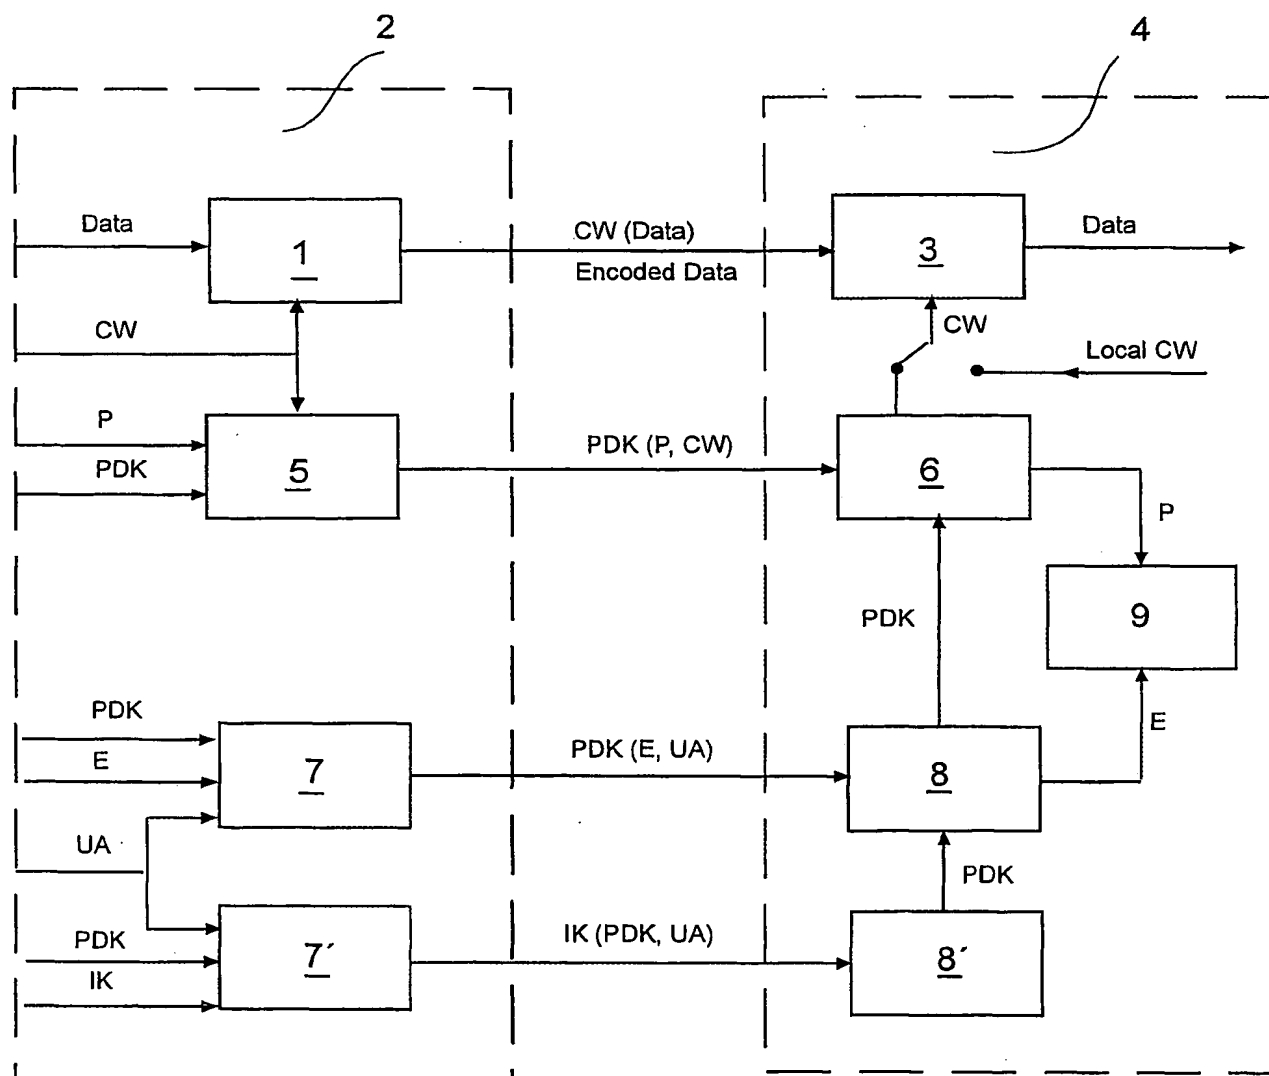 2
4
Data
1
CW (Data)
Encoded Data
3
Data
CW
CW
Local CW
P
PDK
5
PDK (P, CW)
6
P
PDK
9
PDK
E
7
PDK (E, UA)
8
E
UA
PDK
PDK
IK
7´
IK (PDK, UA)
8´